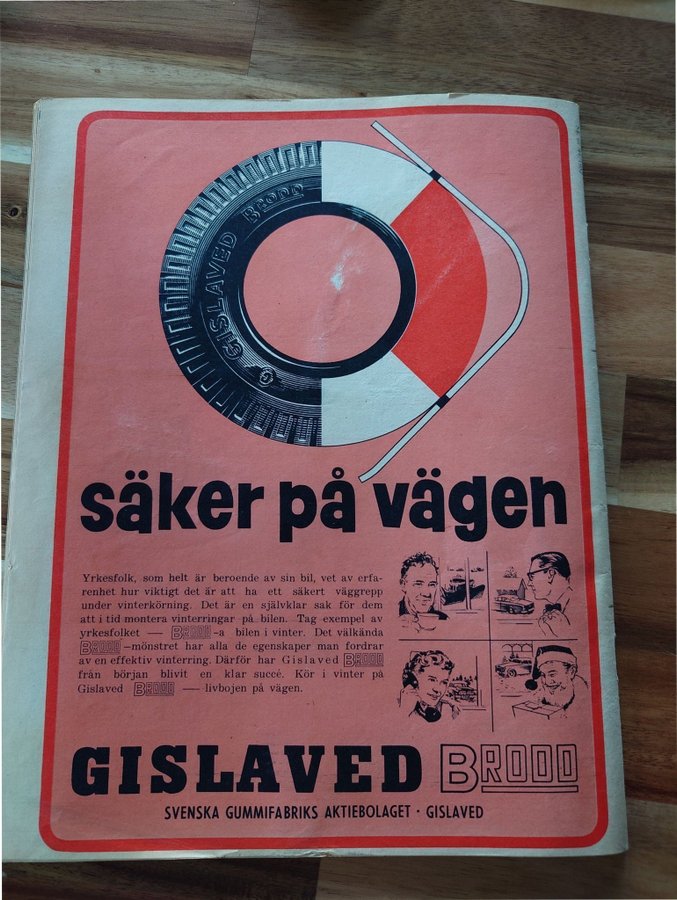 GISLAVED Brodd
säker på vägen
Yrkesfolk, som helt är beroende av sin bil, vet av erfa-
renhet hur viktigt det är att ha ett säkert väggrepp
under vinterkörning. Det är en självklar sak för dem
att i tid montera vinterringar på bilen. Tag exempel av
yrkesfolket — BRODD-a bilen i vinter. Det välkända
BRODD-mönstret har alla de egenskaper man fordrar
av en effektiv vinterring. Därför har Gislaved BRODD
från början blivit en klar succé. Kör i vinter på
Gislaved BRODD — livbojen på vägen.
GISLAVED BRODD
SVENSKA GUMMIFABRIKS AKTIEBOLAGET · GISLAVED